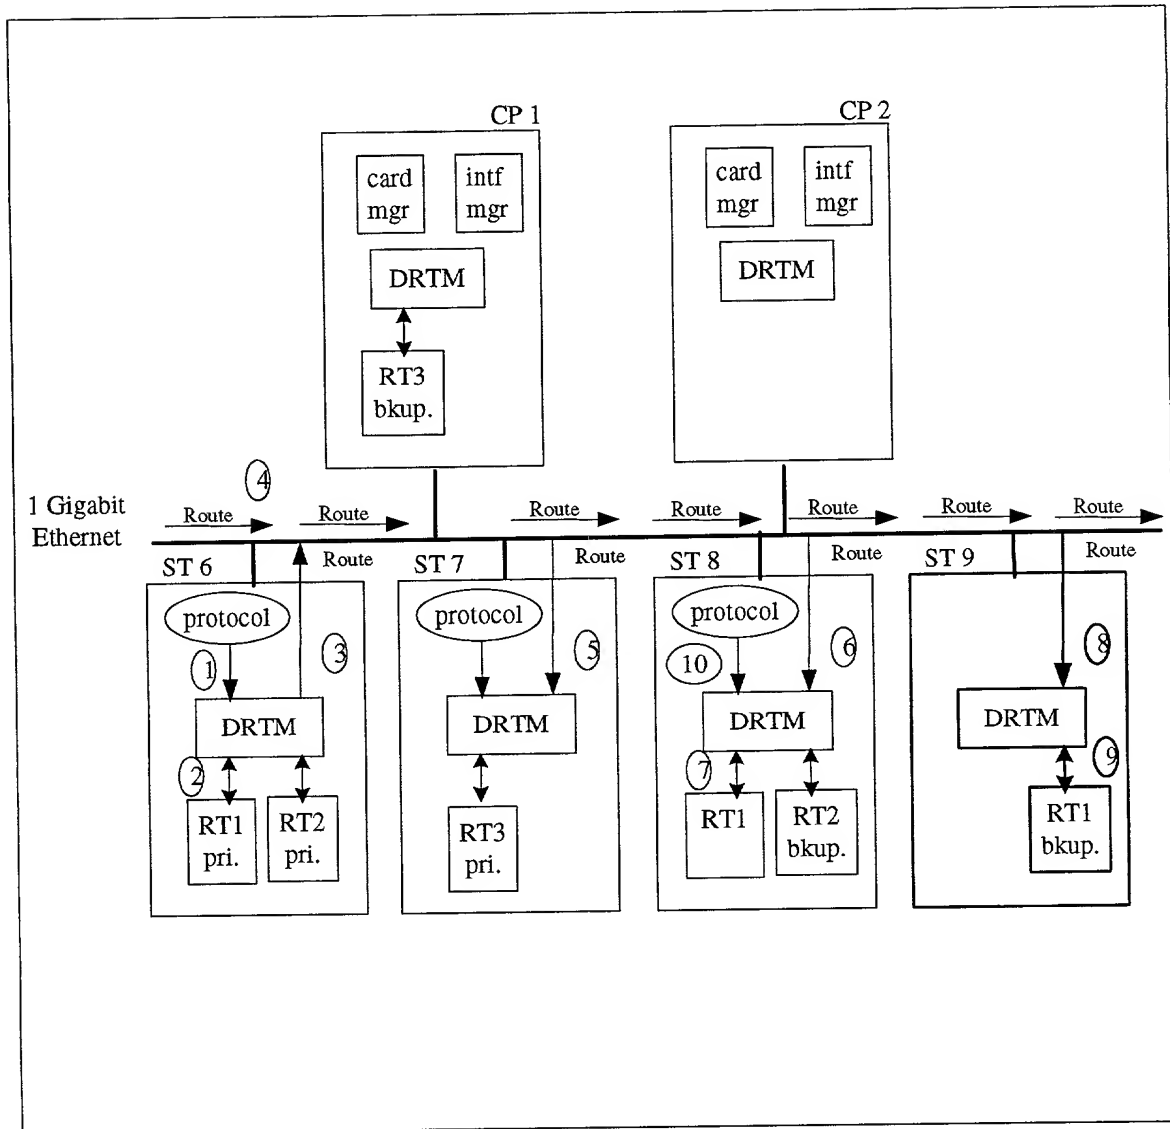 CP 1
CP 2
card
mgr
intf
mgr
card
mgr
intf
mgr
DRTM
DRTM
RT3
bkup.
1 Gigabit
Ethernet
4
Route
Route
Route
Route
Route
Route
Route
ST 6
Route
ST 7
Route
ST 8
Route
ST 9
Route
protocol
protocol
protocol
1
3
5
10
6
8
DRTM
DRTM
DRTM
DRTM
2
7
9
RT1
pri.
RT2
pri.
RT3
pri.
RT1
RT2
bkup.
RT1
bkup.